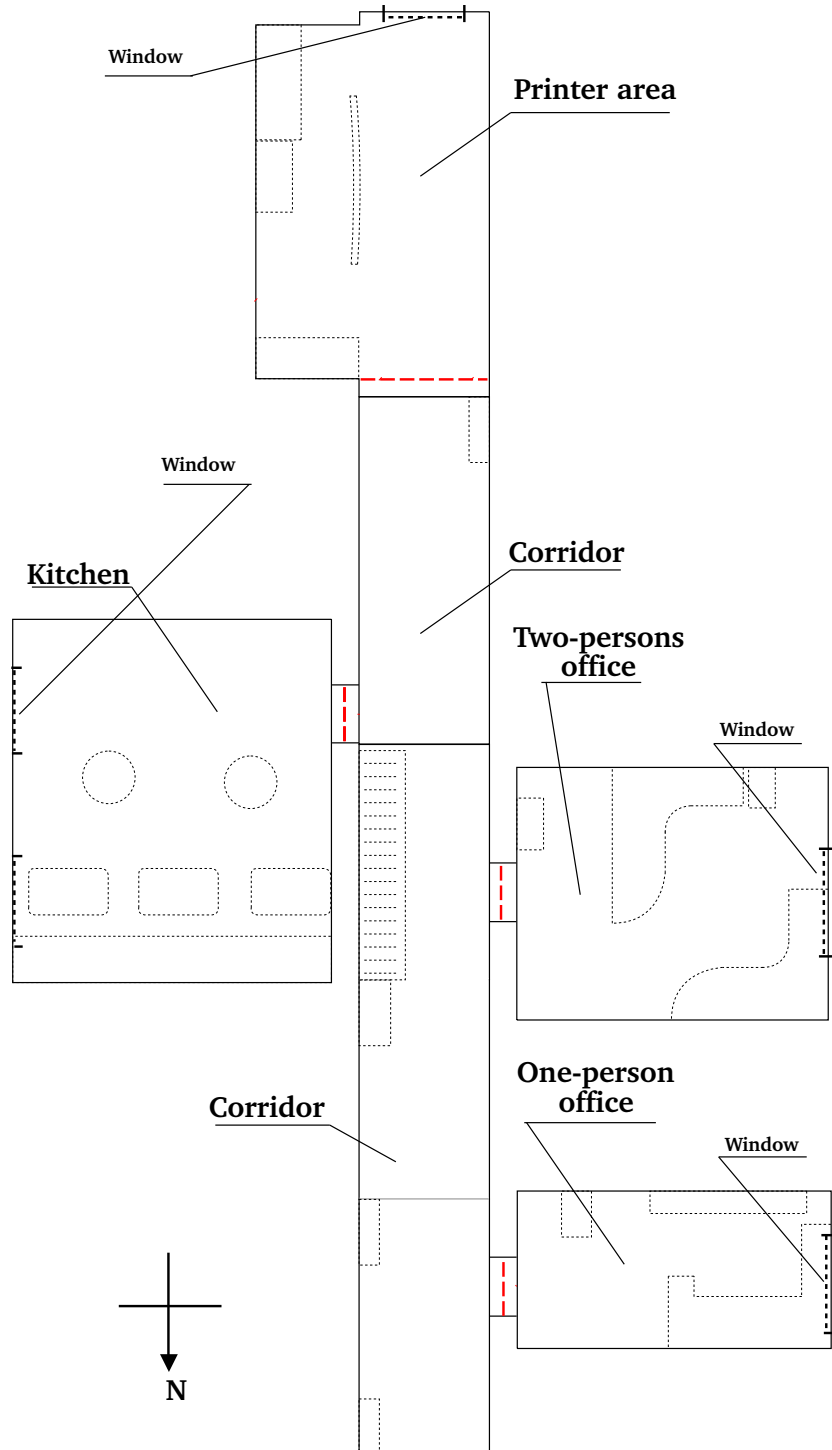 Window
Printer area
Window
Corridor
Kitchen
Two-persons
office
Window
One-person
office
Corridor
Window
N